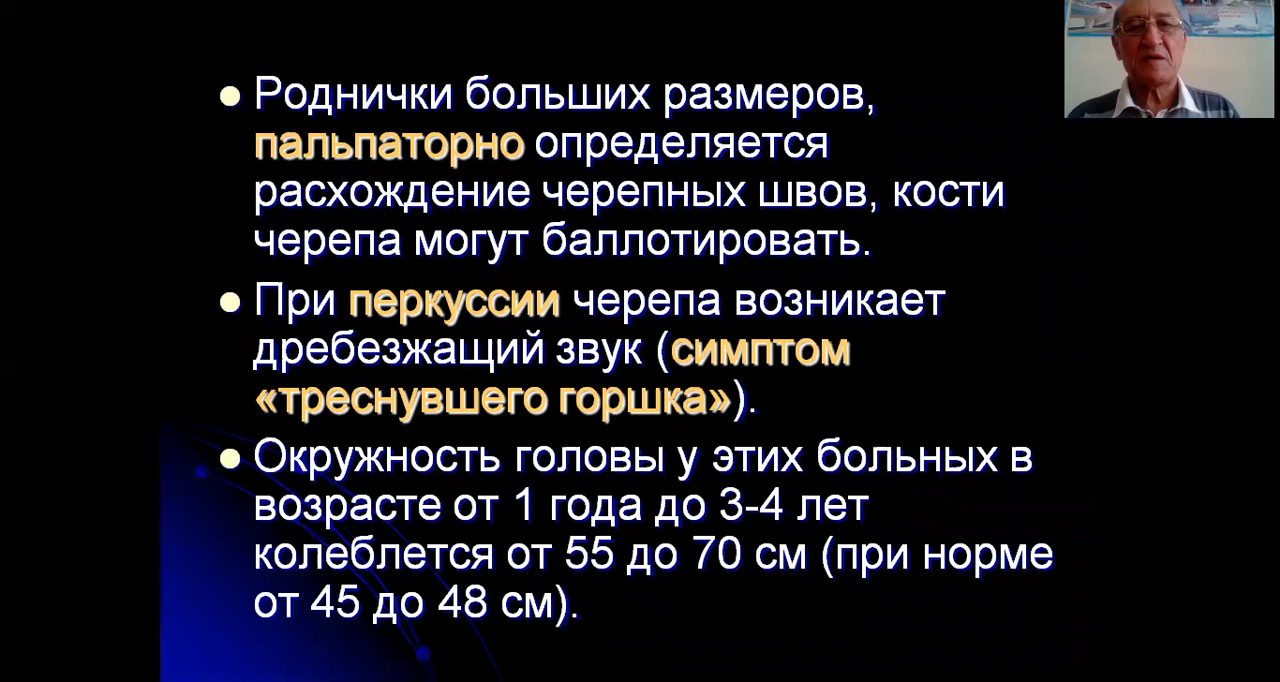 Роднички больших размеров,
пальпаторно определяется
расхождение черепных швов, кости
черепа могут баллотировать.
При перкуссии черепа возникает
дребезжащий звук (симптом
«треснувшего горшка»).
Окружность головы у этих больных в
возрасте от 1 года до 3-4 лет
колеблется от 55 до 70 см (при норме
от 45 до 48 см).